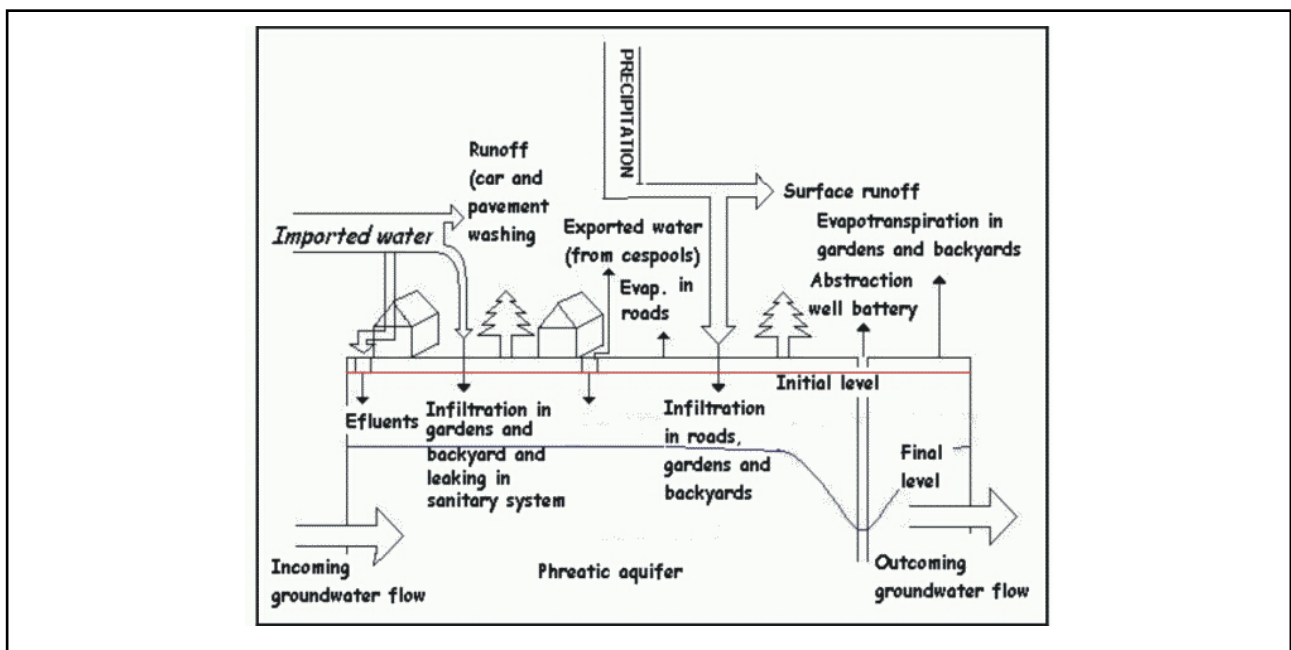 PRECIPITATION
Runoff
(car and
pavement
washing
Imported water
Surface runoff
Evapotranspiration in
gardens and backyards
Exported water
(from cespools)
Evap. in
roads
Abstraction
well battery
Initial level
Efluents
Infiltration in
gardens and
backyard and
leaking in
sanitary system
Infiltration
in roads,
gardens and
backyards
Final
level
Incoming
groundwater flow
Phreatic aquifer
Outcoming
groundwater flow